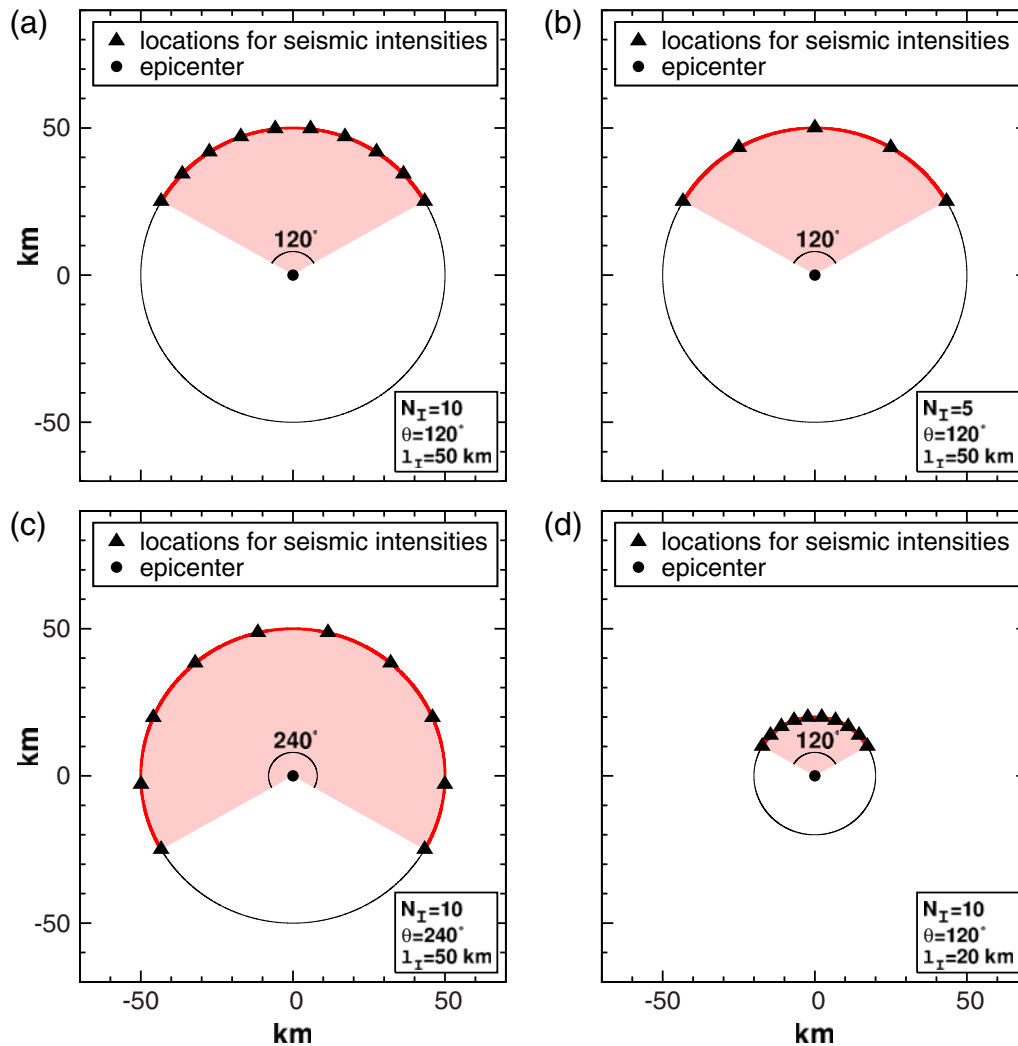 (a)
locations for seismic intensities
epicenter
50
0
-50
km
120°
N_I=10
θ=120°
l_I=50 km
(b)
locations for seismic intensities
epicenter
120°
N_I=5
θ=120°
l_I=50 km
(c)
locations for seismic intensities
epicenter
50
0
-50
km
240°
N_I=10
θ=240°
l_I=50 km
-50
0
50
km
(d)
locations for seismic intensities
epicenter
120°
N_I=10
θ=120°
l_I=20 km
-50
0
50
km